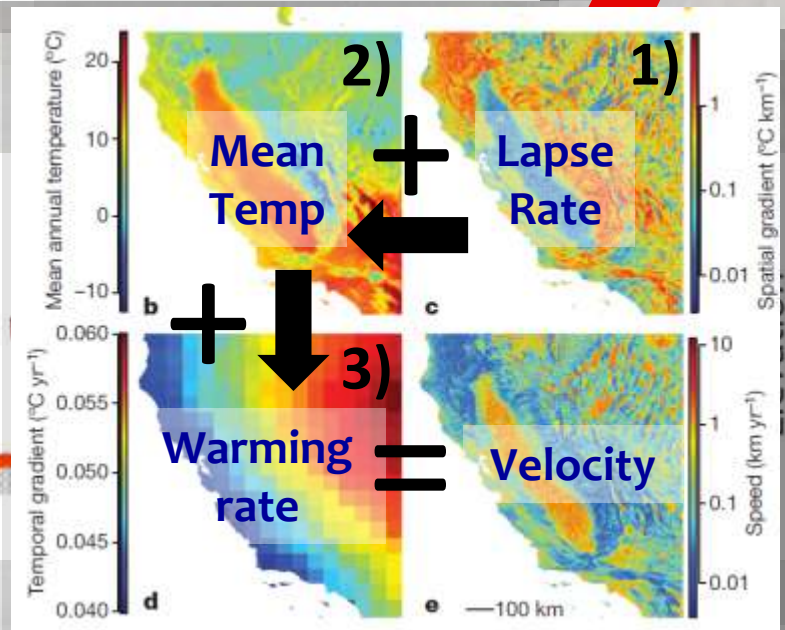 Mean annual temperature (°C)
20
10
0
−10
2)
Mean
Temp
b
+
1)
Lapse
Rate
c
Spatial gradient (°C km⁻¹)
1
0.1
0.01
+
Temporal gradient (°C yr⁻¹)
0.060
0.055
0.050
0.045
0.040
3)
Warming
rate
d
=
Velocity
e
100 km
Speed (km yr⁻¹)
10
1
0.1
0.01